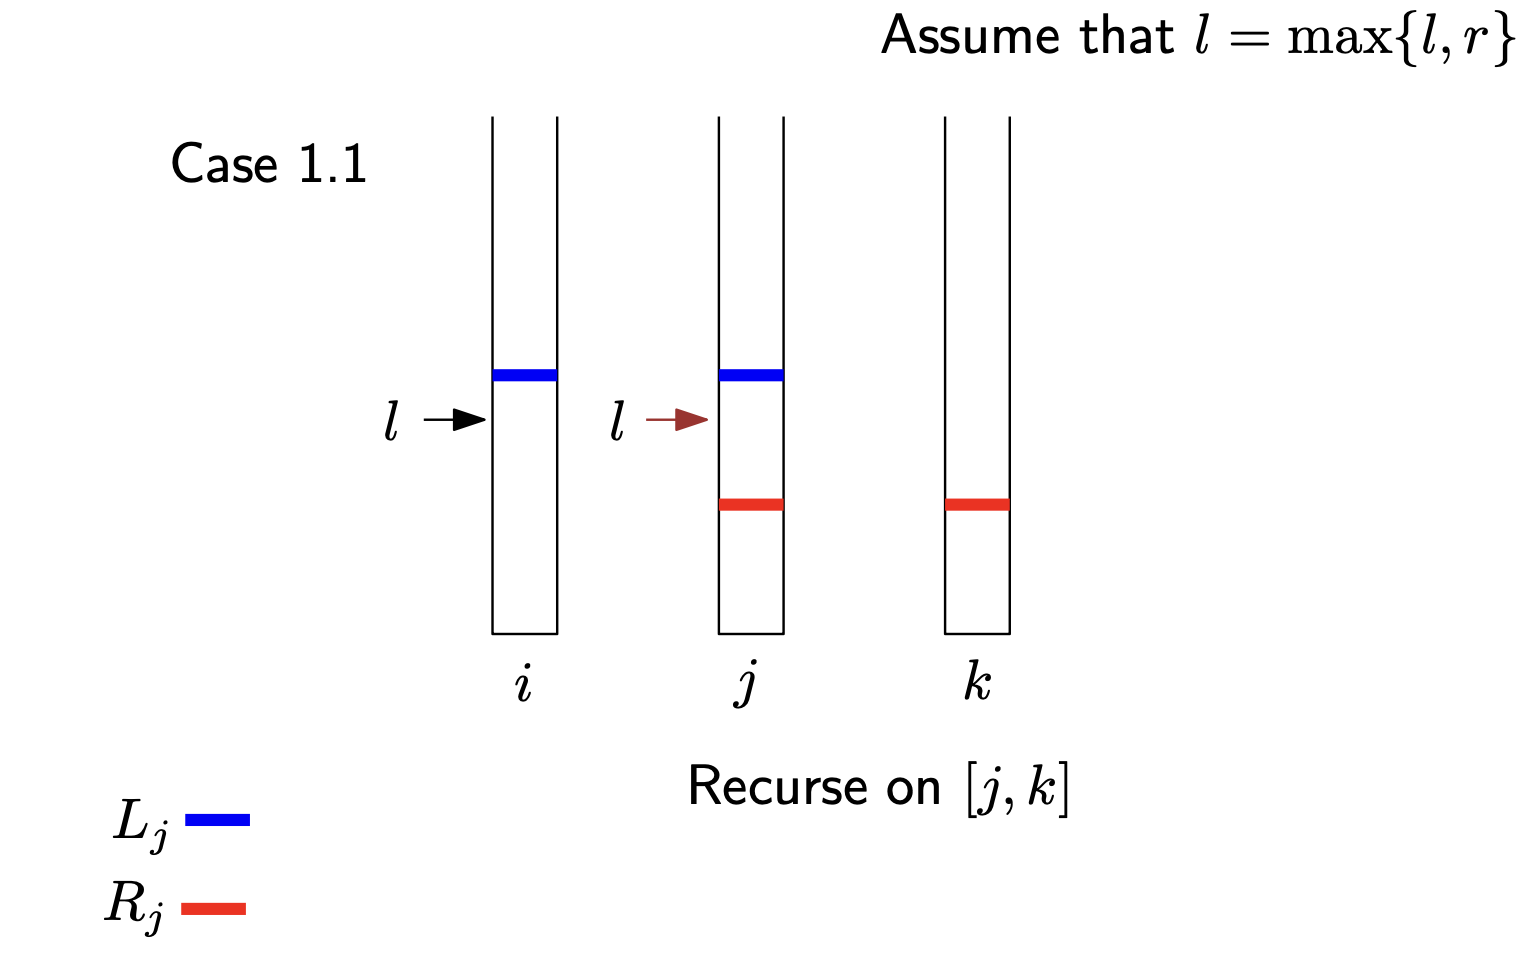 Assume that l = max{l, r}
Case 1.1
l l
i j k
Recurse on [j, k]
L_j
R_j